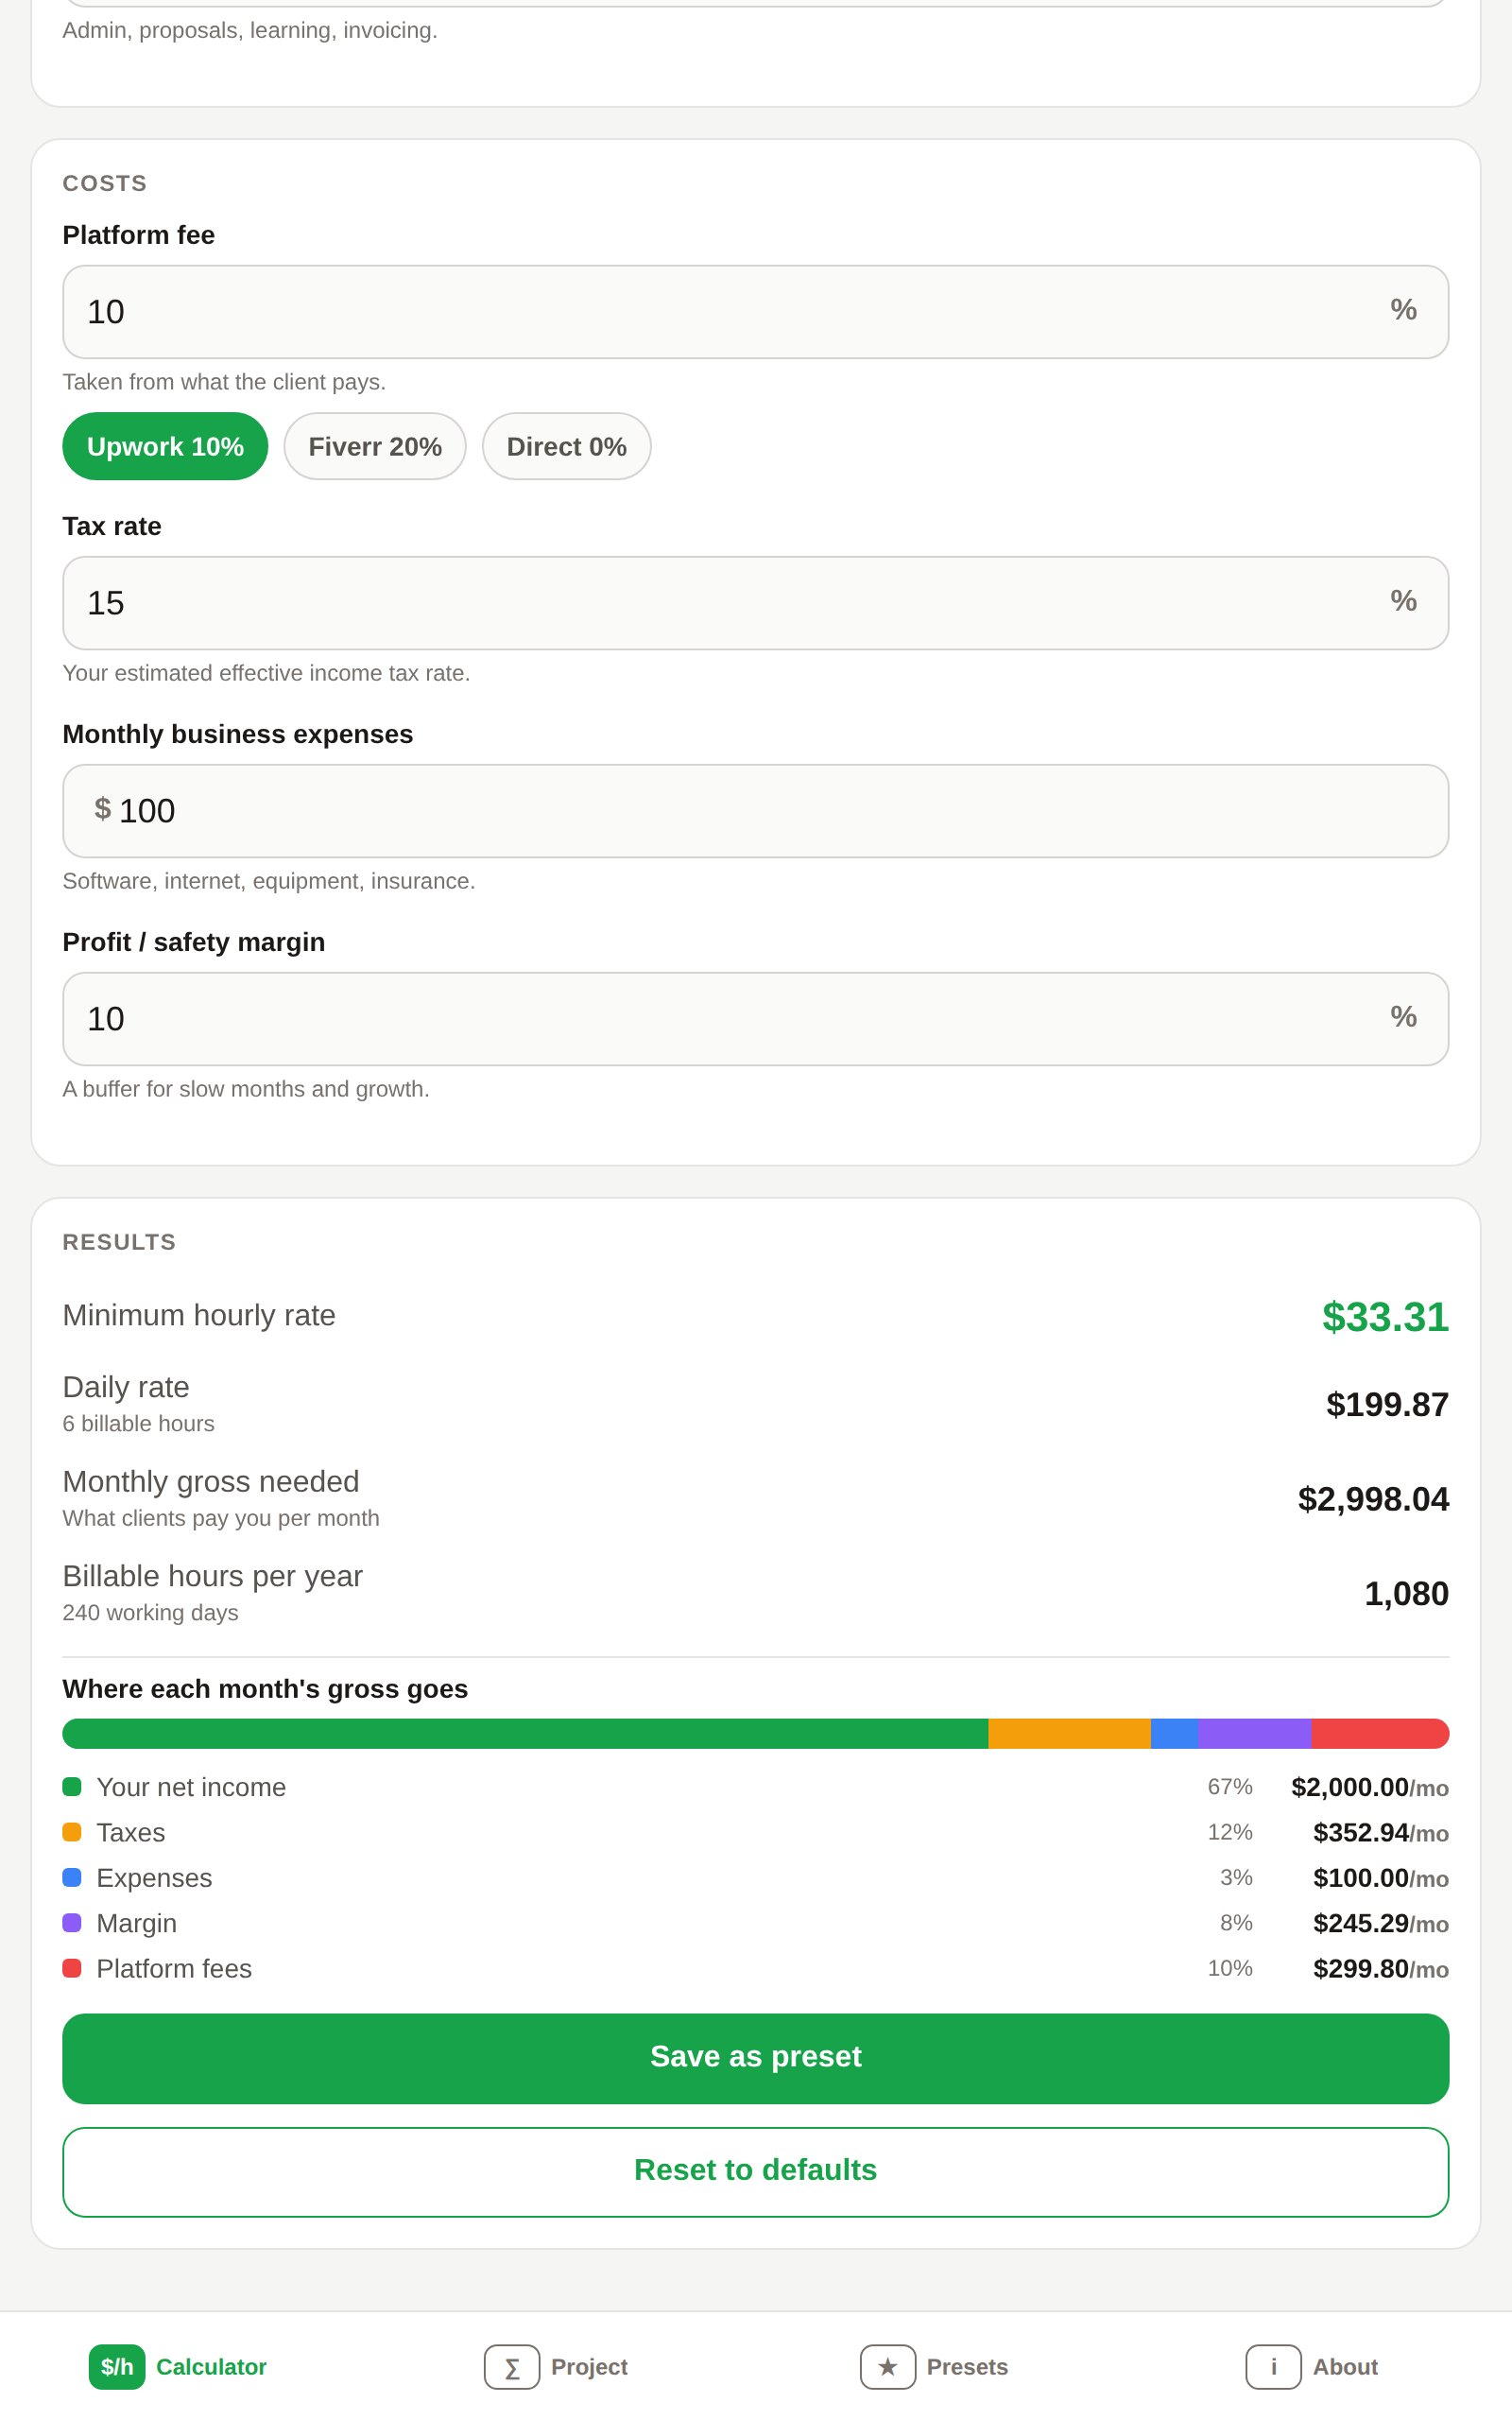 Admin, proposals, learning, invoicing.
COSTS
Platform fee
10 %
Taken from what the client pays.
Upwork 10% Fiverr 20% Direct 0%
Tax rate
15 %
Your estimated effective income tax rate.
Monthly business expenses
$ 100
Software, internet, equipment, insurance.
Profit / safety margin
10 %
A buffer for slow months and growth.
RESULTS
Minimum hourly rate $33.31
Daily rate
6 billable hours
$199.87
Monthly gross needed
What clients pay you per month
$2,998.04
Billable hours per year
240 working days
1,080
Where each month's gross goes
Your net income 67% $2,000.00/mo
Taxes 12% $352.94/mo
Expenses 3% $100.00/mo
Margin 8% $245.29/mo
Platform fees 10% $299.80/mo
Save as preset
Reset to defaults
$/h Calculator ∑ Project ★ Presets i About